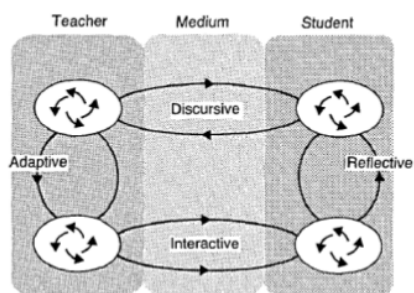 Teacher Medium Student
Discursive
Adaptive Reflective
Interactive